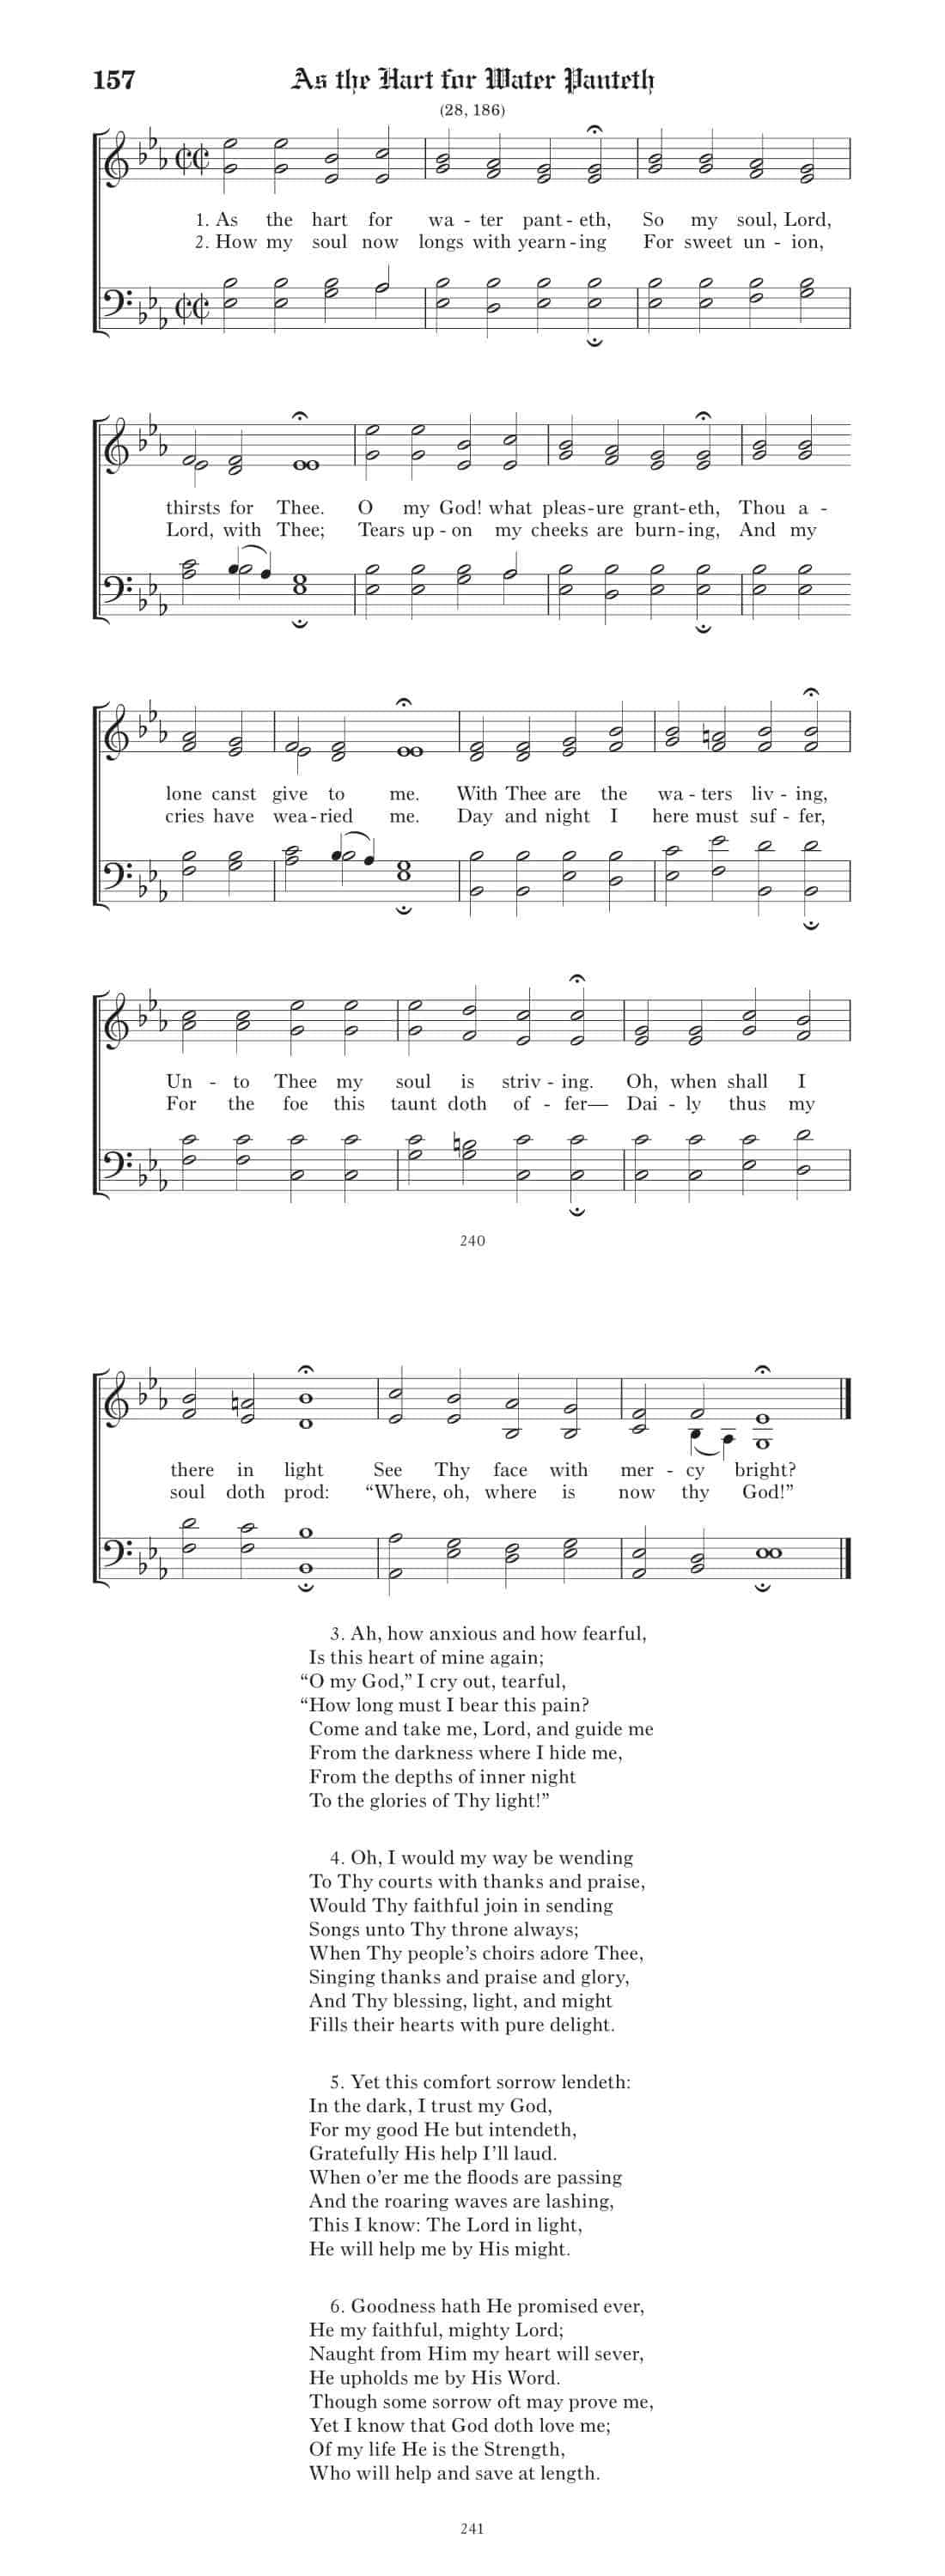 157 As the Hart for Water Panteth
(28, 186)
1. As the hart for wa - ter pant - eth, So my soul, Lord,
2. How my soul now longs with yearn - ing For sweet un - ion,
thirsts for Thee. O my God! what pleas - ure grant - eth, Thou a -
Lord, with Thee; Tears up - on my cheeks are burn - ing, And my
lone canst give to me. With Thee are the wa - ters liv - ing,
cries have wea - ried me. Day and night I here must suf - fer,
Un - to Thee my soul is striv - ing. Oh, when shall I
For the foe this taunt doth of - fer— Dai - ly thus my
240
there in light See Thy face with mer - cy bright?
soul doth prod: “Where, oh, where is now thy God!”
3. Ah, how anxious and how fearful,
Is this heart of mine again;
“O my God,” I cry out, tearful,
“How long must I bear this pain?
Come and take me, Lord, and guide me
From the darkness where I hide me,
From the depths of inner night
To the glories of Thy light!”
4. Oh, I would my way be wending
To Thy courts with thanks and praise,
Would Thy faithful join in sending
Songs unto Thy throne always;
When Thy people’s choirs adore Thee,
Singing thanks and praise and glory,
And Thy blessing, light, and might
Fills their hearts with pure delight.
5. Yet this comfort sorrow lendeth:
In the dark, I trust my God,
For my good He but intendeth,
Gratefully His help I’ll laud.
When o’er me the floods are passing
And the roaring waves are lashing,
This I know: The Lord in light,
He will help me by His might.
6. Goodness hath He promised ever,
He my faithful, mighty Lord;
Naught from Him my heart will sever,
He upholds me by His Word.
Though some sorrow oft may prove me,
Yet I know that God doth love me;
Of my life He is the Strength,
Who will help and save at length.
241